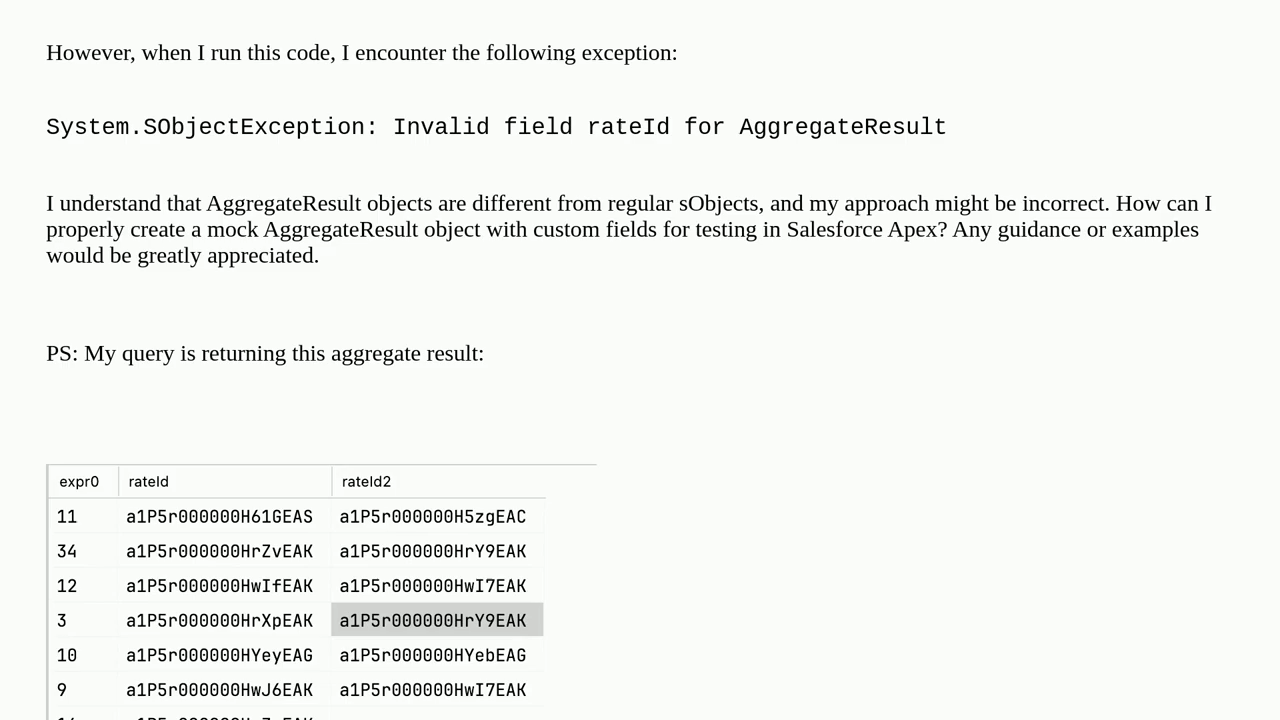 However, when I run this code, I encounter the following exception:
System.SObjectException: Invalid field rateId for AggregateResult
I understand that AggregateResult objects are different from regular sObjects, and my approach might be incorrect. How can I
properly create a mock AggregateResult object with custom fields for testing in Salesforce Apex? Any guidance or examples
would be greatly appreciated.
PS: My query is returning this aggregate result:
expr0 rateId rateId2
11 a1P5r000000H61GEAS a1P5r000000H5zgEAC
34 a1P5r000000HrZvEAK a1P5r000000HrY9EAK
12 a1P5r000000HwIfEAK a1P5r000000HwI7EAK
3 a1P5r000000HrXpEAK a1P5r000000HrY9EAK
10 a1P5r000000HYeyEAG a1P5r000000HYebEAG
9 a1P5r000000HwJ6EAK a1P5r000000HwI7EAK